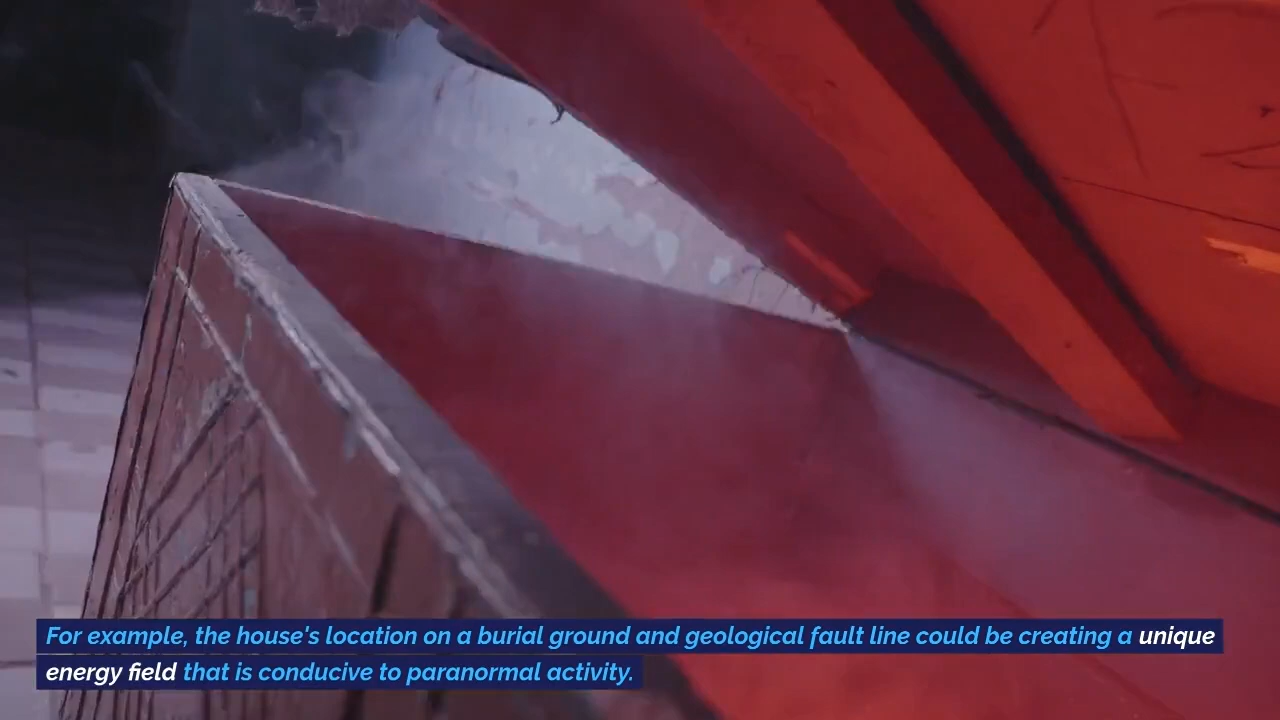 For example, the house's location on a burial ground and geological fault line could be creating a unique
energy field that is conducive to paranormal activity.